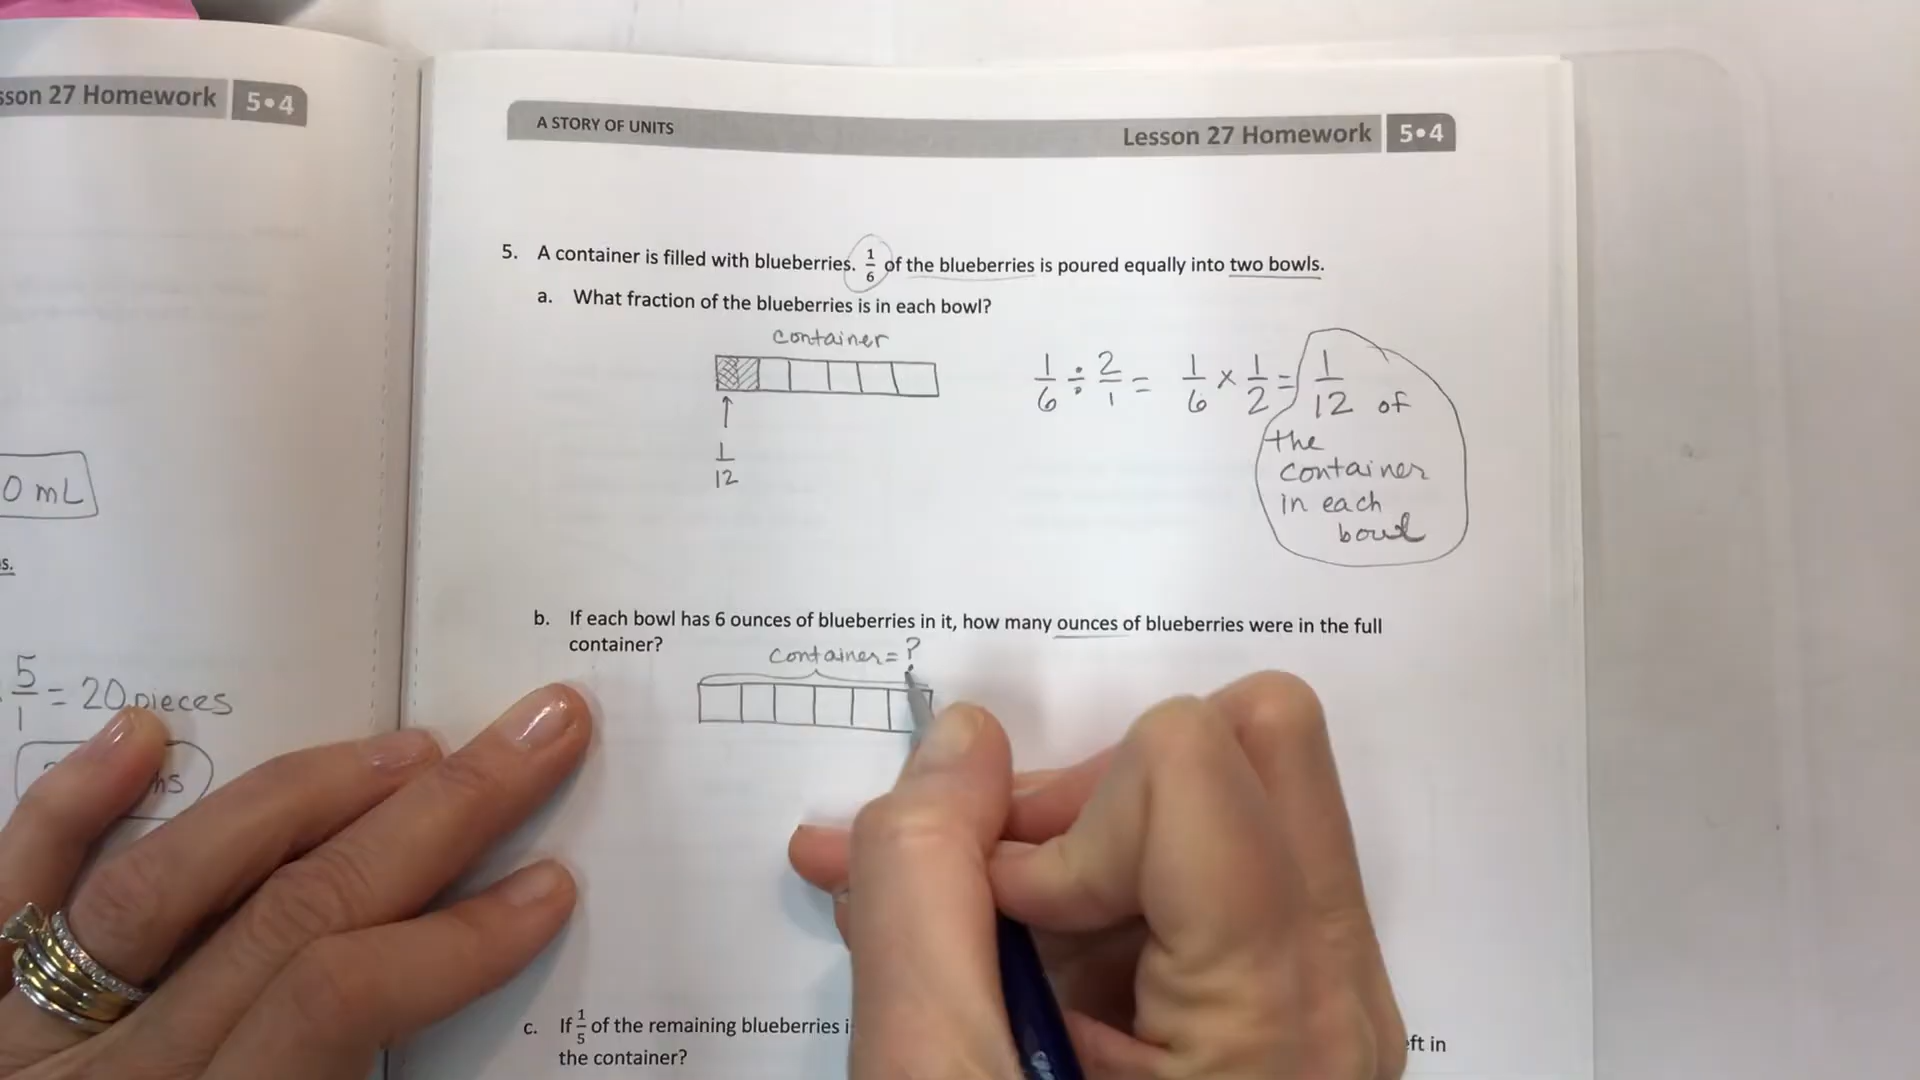 sson 27 Homework 5•4
0 mL
s.
5/1 = 20 pieces
hs
A STORY OF UNITS
Lesson 27 Homework 5•4
5. A container is filled with blueberries. 1/6 of the blueberries is poured equally into two bowls.
a. What fraction of the blueberries is in each bowl?
container
1/12
1/6 ÷ 2/1 = 1/6 × 1/2 = 1/12 of
the
container
in each
bowl
b. If each bowl has 6 ounces of blueberries in it, how many ounces of blueberries were in the full
container?
container = ?
c. If 1/5 of the remaining blueberries i
ft in
the container?